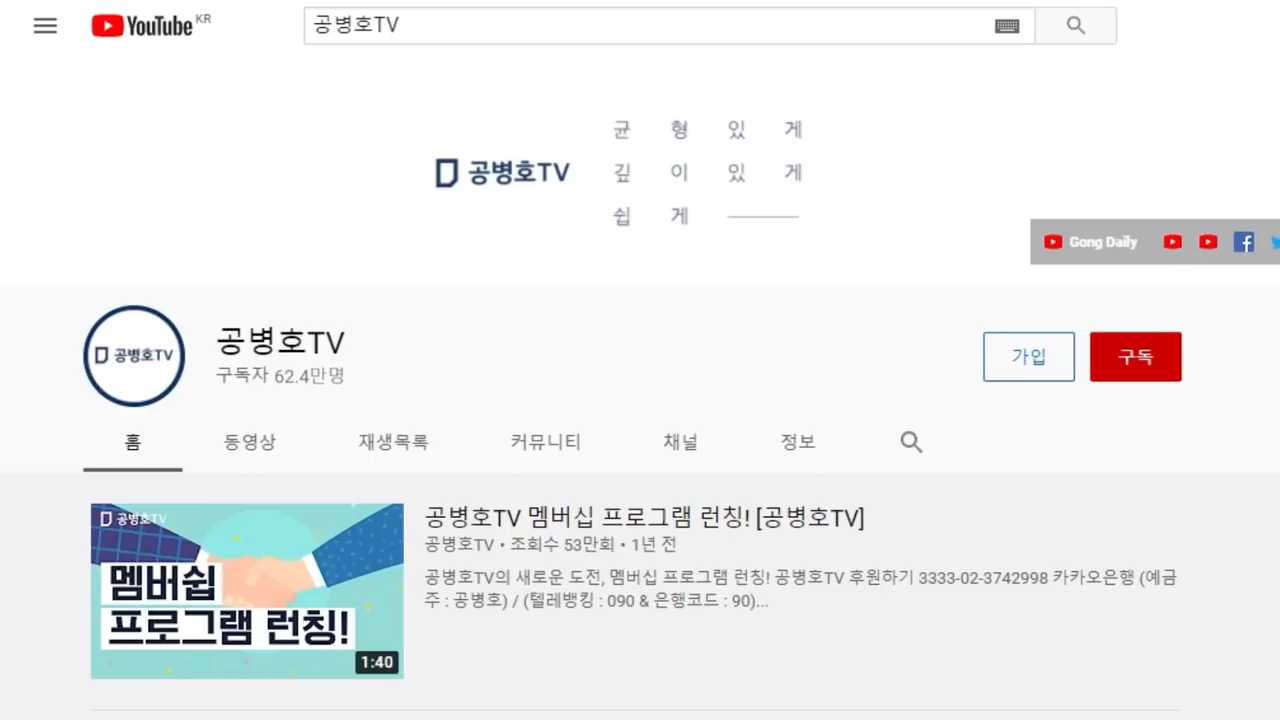 YouTube KR
공병호TV
균 형 있 게
공병호TV
깊 이 있 게
쉽 게
Gong Daily
공병호TV
공병호TV
구독자 62.4만명
가입
구독
홈
동영상
재생목록
커뮤니티
채널
정보
공병호TV
멤버쉽
프로그램 런칭!
1:40
공병호TV 멤버십 프로그램 런칭! [공병호TV]
공병호TV • 조회수 53만회 • 1년 전
공병호TV의 새로운 도전, 멤버십 프로그램 런칭! 공병호TV 후원하기 3333-02-3742998 카카오은행 (예금
주 : 공병호) / (텔레뱅킹 : 090 & 은행코드 : 90)...